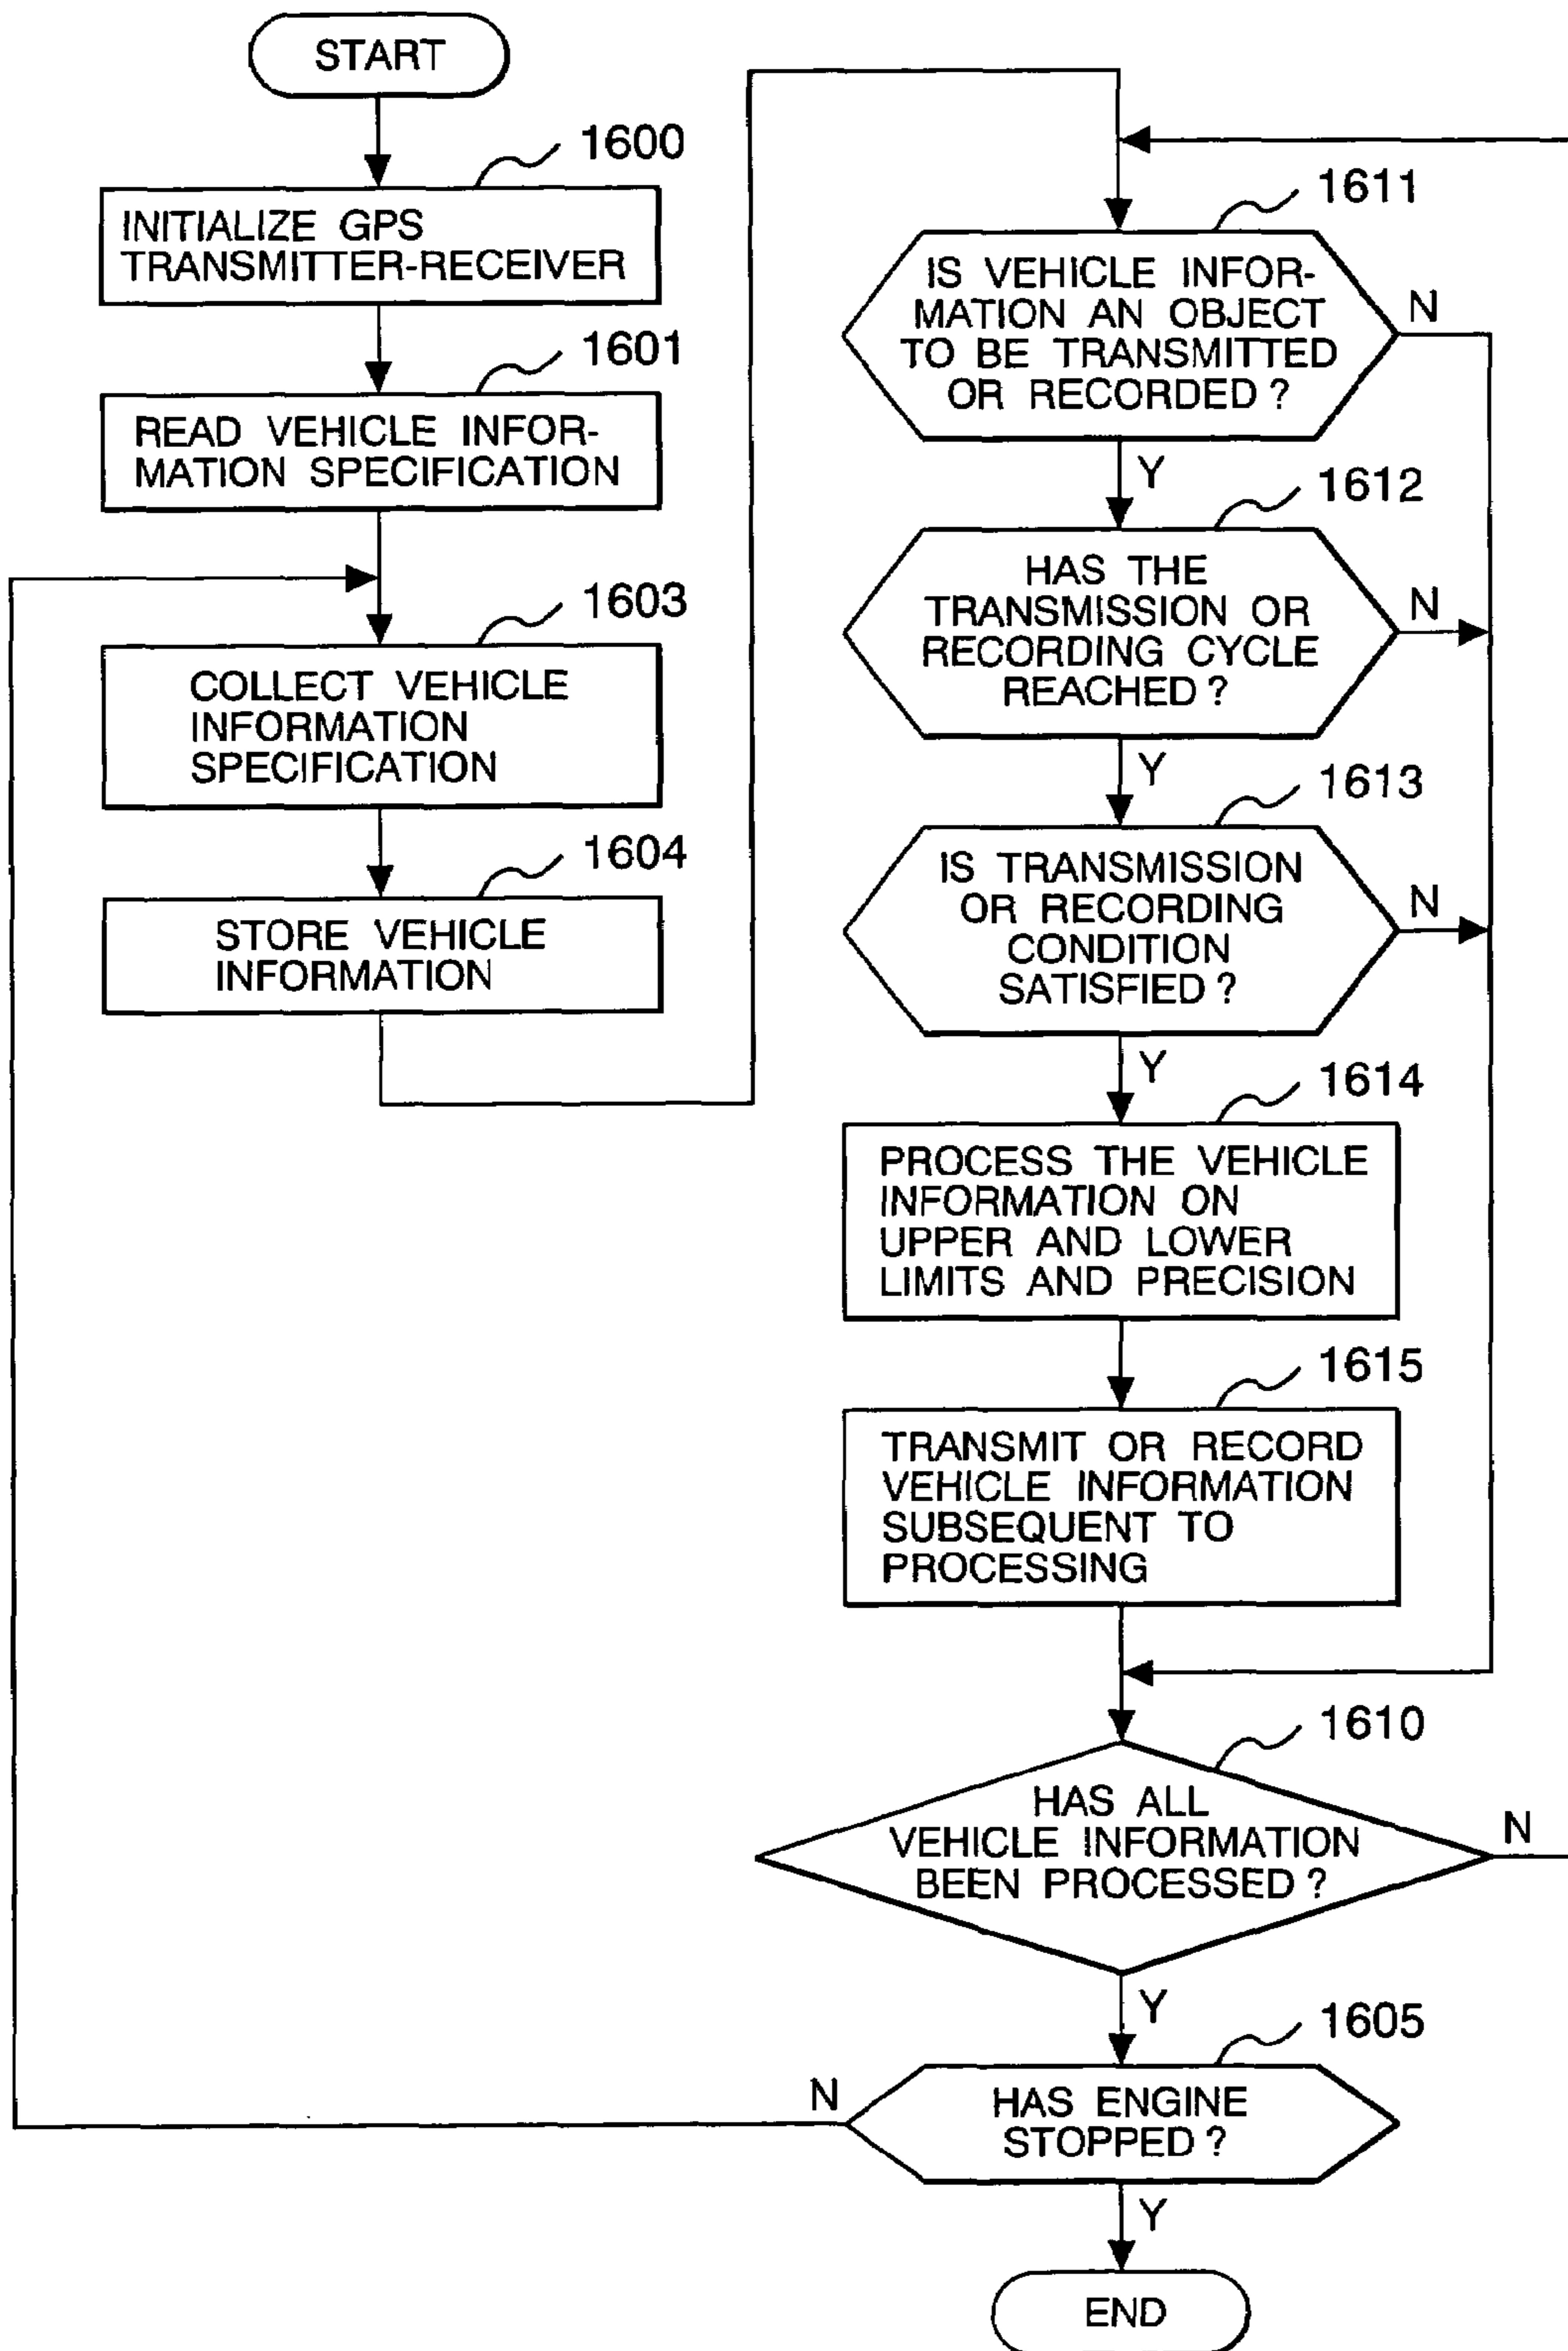 START
1600
INITIALIZE GPS
TRANSMITTER-RECEIVER
1601
READ VEHICLE INFOR-
MATION SPECIFICATION
1603
COLLECT VEHICLE
INFORMATION
SPECIFICATION
1604
STORE VEHICLE
INFORMATION
1611
IS VEHICLE INFOR-
MATION AN OBJECT
TO BE TRANSMITTED
OR RECORDED ?
N
Y
1612
HAS THE
TRANSMISSION OR
RECORDING CYCLE
REACHED ?
N
Y
1613
IS TRANSMISSION
OR RECORDING
CONDITION
SATISFIED ?
N
Y
1614
PROCESS THE VEHICLE
INFORMATION ON
UPPER AND LOWER
LIMITS AND PRECISION
1615
TRANSMIT OR RECORD
VEHICLE INFORMATION
SUBSEQUENT TO
PROCESSING
1610
HAS ALL
VEHICLE INFORMATION
BEEN PROCESSED ?
N
Y
1605
HAS ENGINE
STOPPED ?
N
Y
END